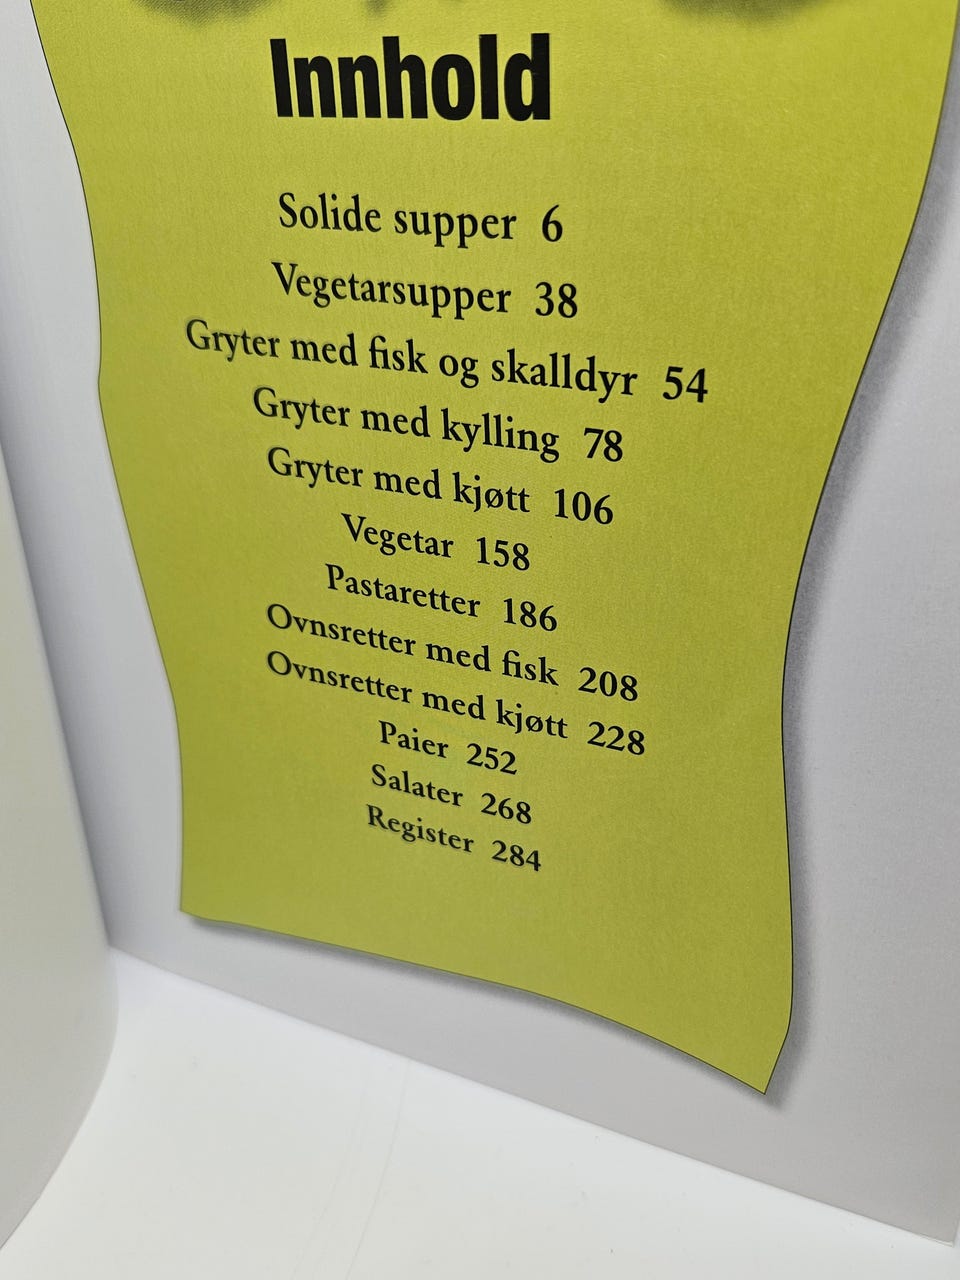 Innhold
Solide supper 6
Vegetarsupper 38
Gryter med fisk og skalldyr 54
Gryter med kylling 78
Gryter med kjøtt 106
Vegetar 158
Pastaretter 186
Ovnsretter med fisk 208
Ovnsretter med kjøtt 228
Paier 252
Salater 268
Register 284